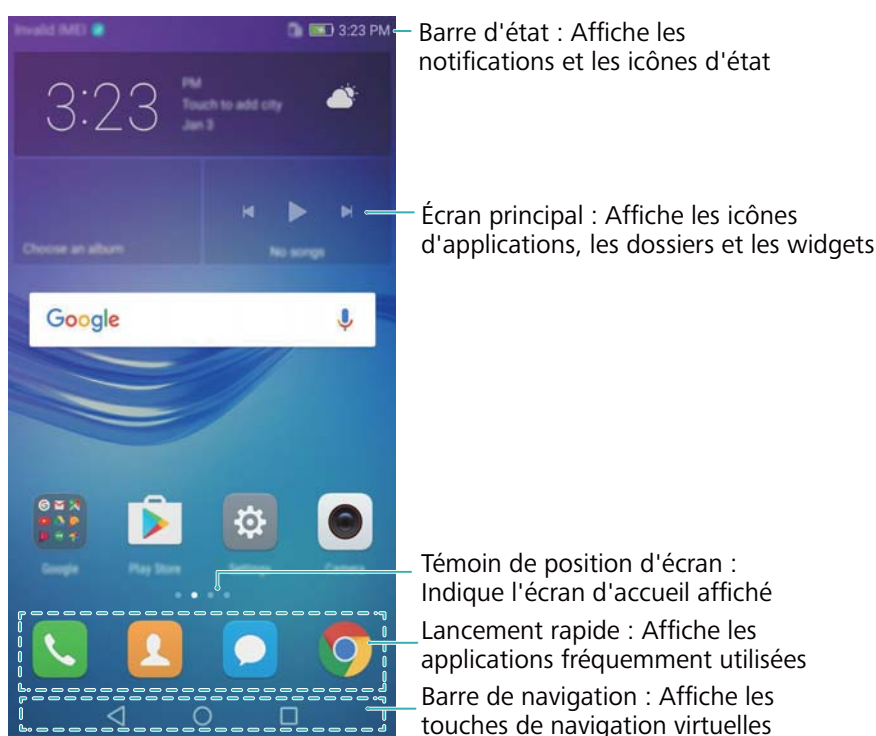 Invalid IMEI 3:23 PM
Barre d'état : Affiche les
notifications et les icônes d'état
3:23
PM
Touch to add city
Jan 3
Écran principal : Affiche les icônes
d'applications, les dossiers et les widgets
Choose an album
No songs
Google
Google Play Store Settings Camera
Témoin de position d'écran :
Indique l'écran d'accueil affiché
Lancement rapide : Affiche les
applications fréquemment utilisées
Barre de navigation : Affiche les
touches de navigation virtuelles